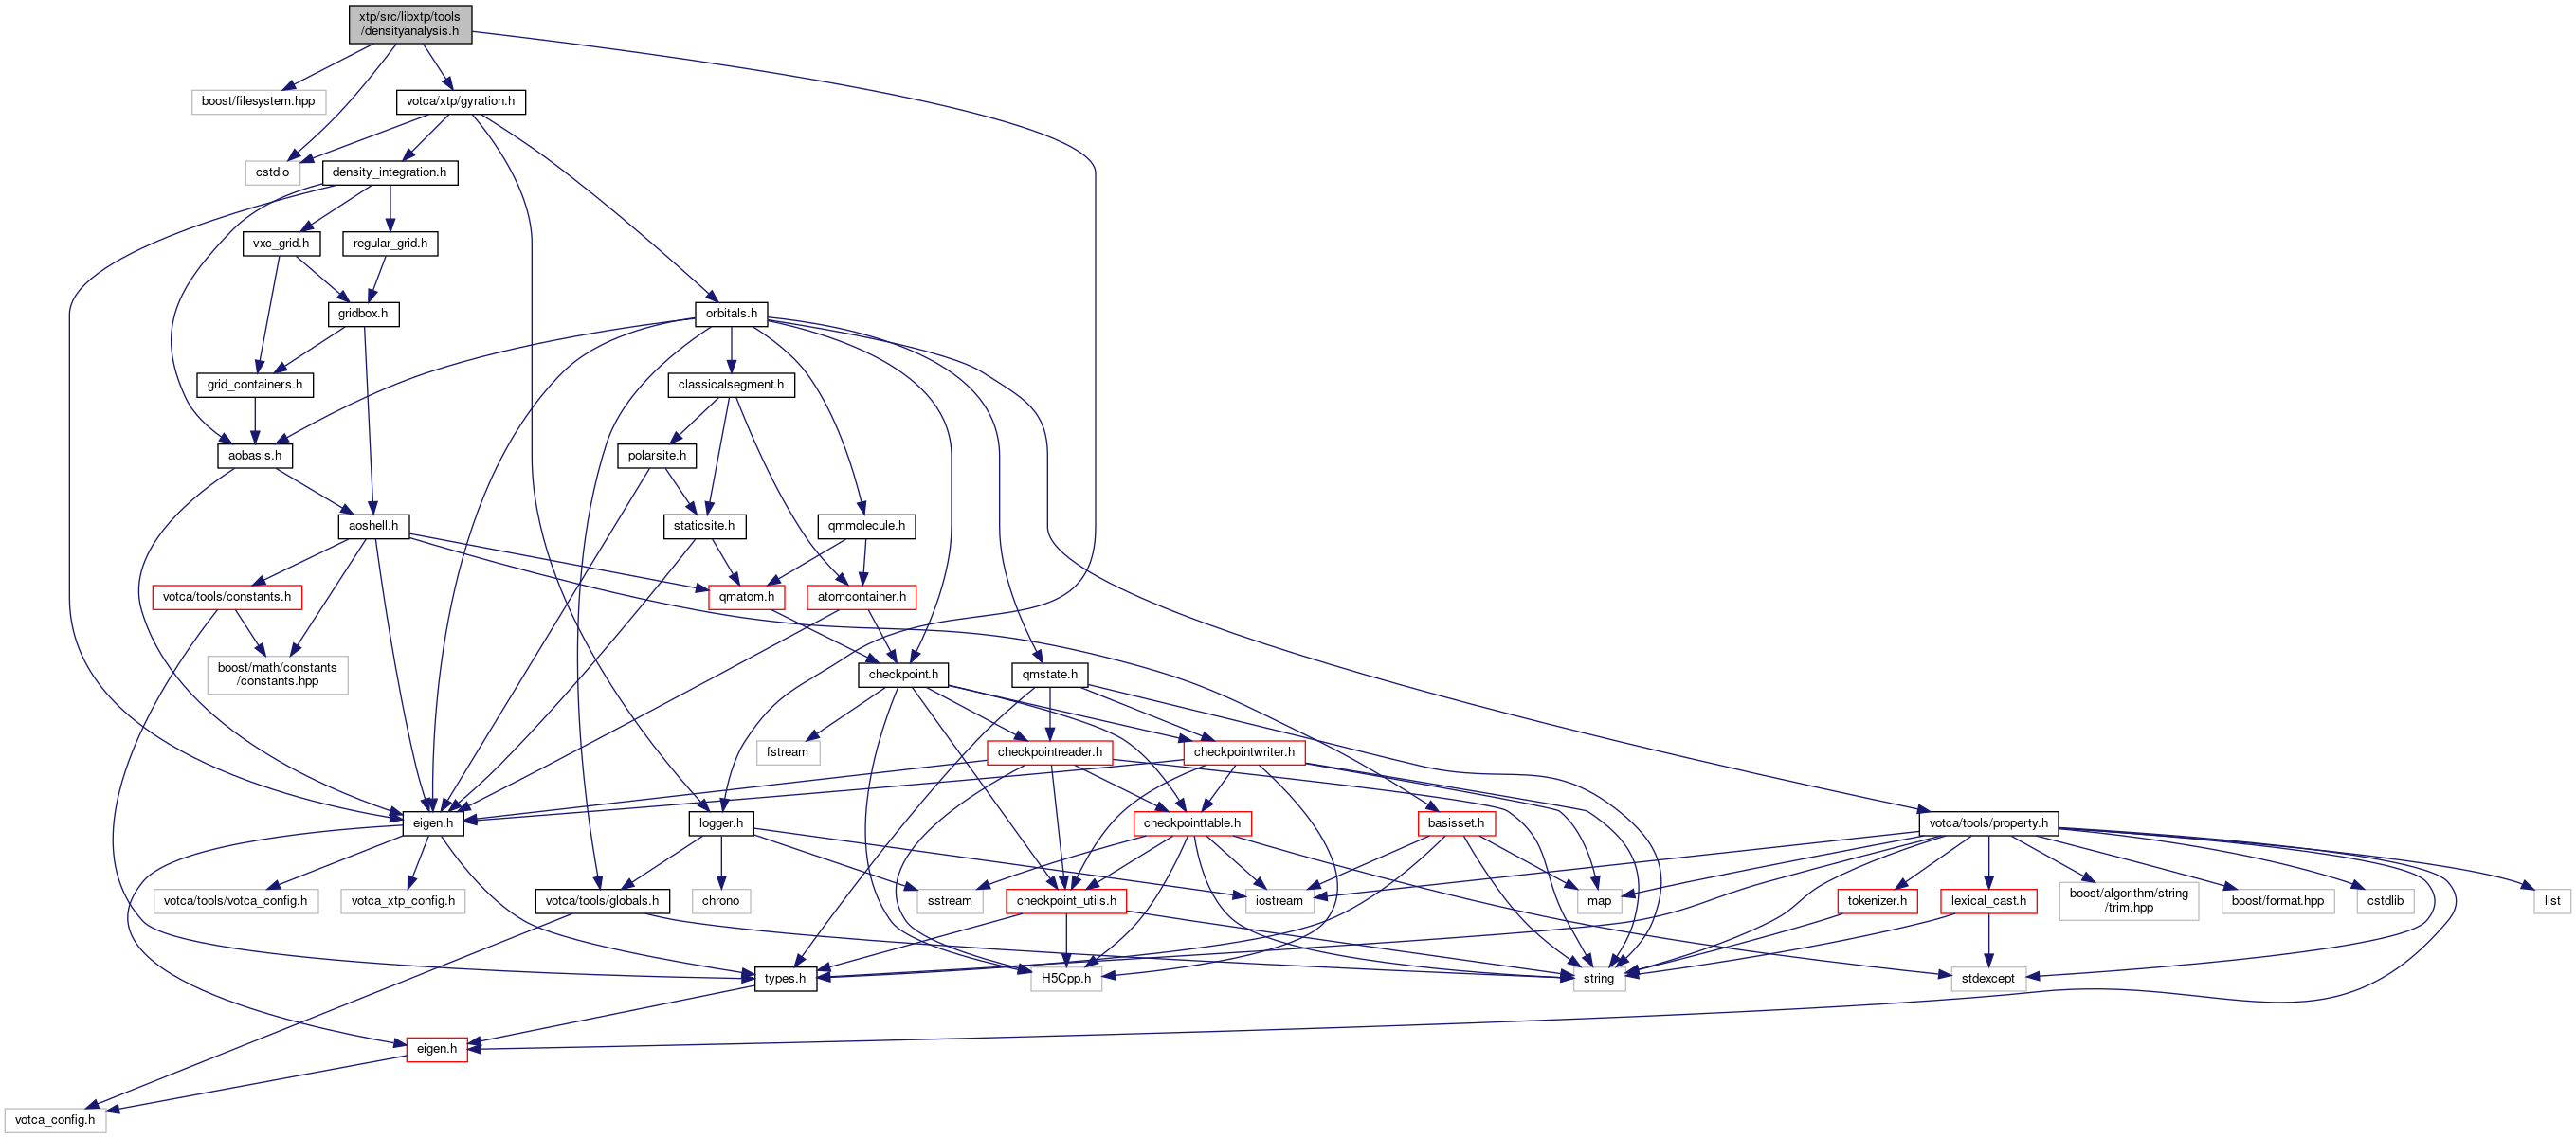 xtp/src/libxtp/tools
/densityanalysis.h
boost/filesystem.hpp
votca/xtp/gyration.h
cstdio
density_integration.h
vxc_grid.h
regular_grid.h
gridbox.h
orbitals.h
grid_containers.h
classicalsegment.h
aobasis.h
polarsite.h
aoshell.h
staticsite.h
qmmolecule.h
votca/tools/constants.h
qmatom.h
atomcontainer.h
boost/math/constants
/constants.hpp
checkpoint.h
qmstate.h
fstream
checkpointreader.h
checkpointwriter.h
eigen.h
logger.h
checkpointtable.h
basisset.h
votca/tools/property.h
votca/tools/votca_config.h
votca_xtp_config.h
votca/tools/globals.h
chrono
sstream
checkpoint_utils.h
iostream
map
tokenizer.h
lexical_cast.h
boost/algorithm/string
/trim.hpp
boost/format.hpp
cstdlib
list
types.h
H5Cpp.h
string
stdexcept
eigen.h
votca_config.h